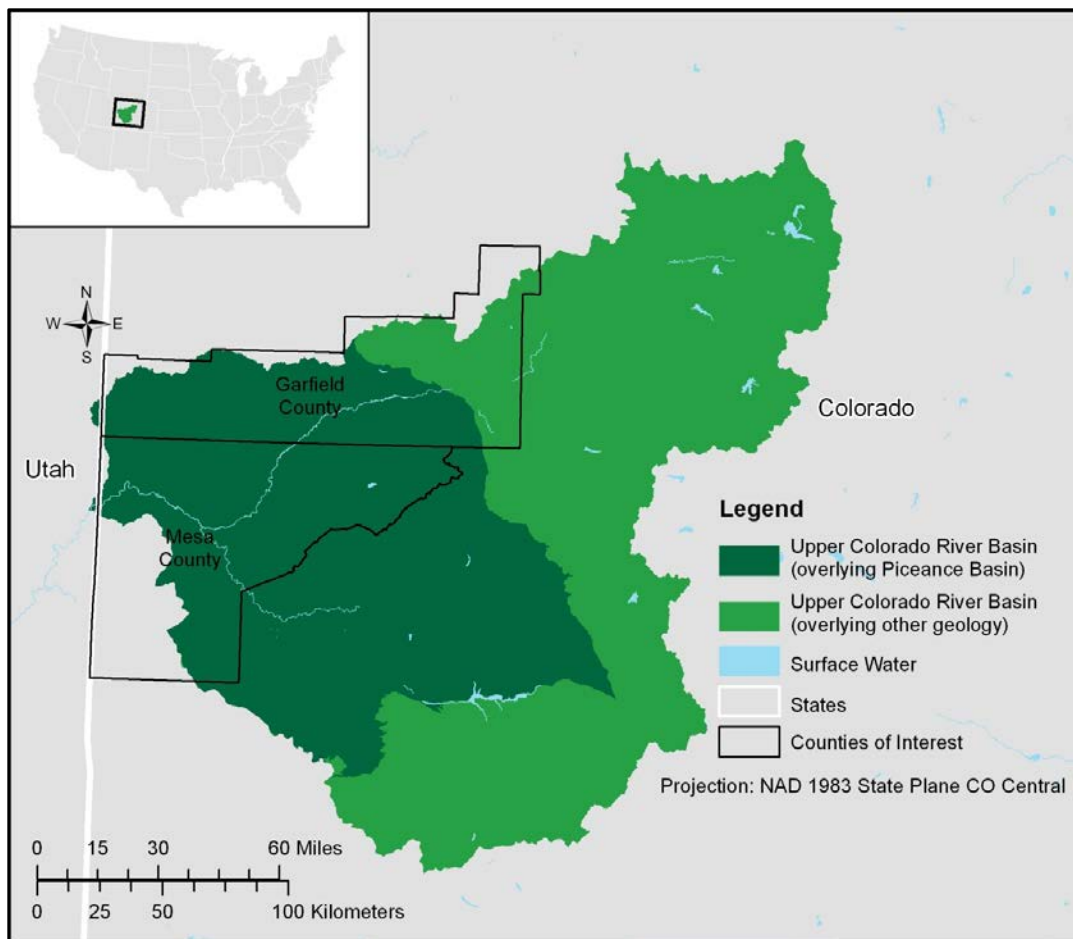 N
W E
S
Garfield
County
Colorado
Utah
Mesa
County
Legend
Upper Colorado River Basin
(overlying Piceance Basin)
Upper Colorado River Basin
(overlying other geology)
Surface Water
States
Counties of Interest
Projection: NAD 1983 State Plane CO Central
0 15 30 60 Miles
0 25 50 100 Kilometers